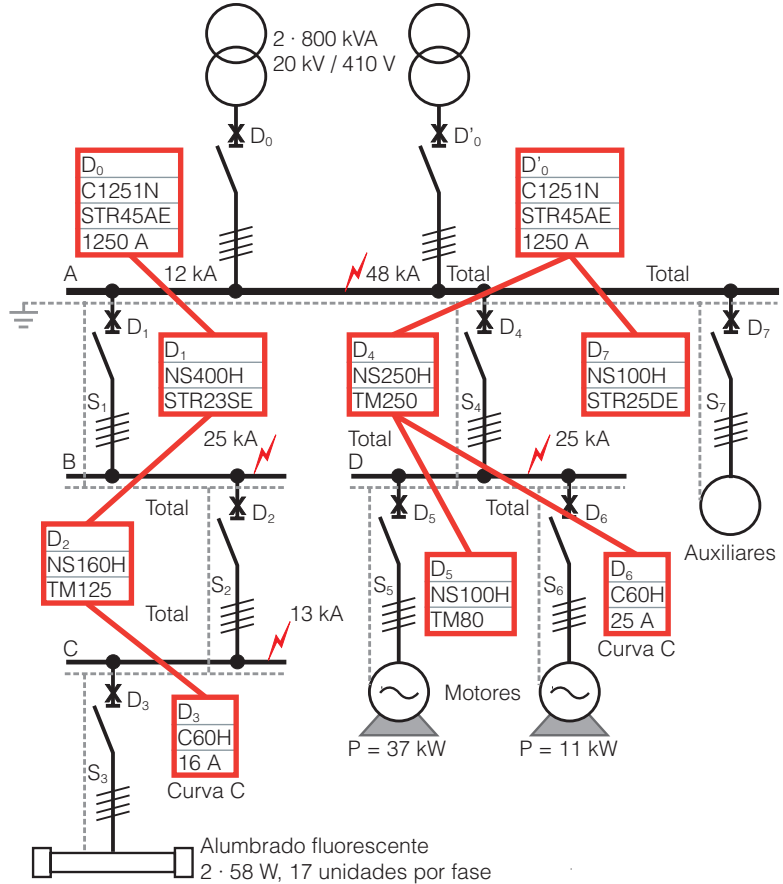 2 · 800 kVA
20 kV / 410 V
D₀
D'₀
D₀
C1251N
STR45AE
1250 A
D'₀
C1251N
STR45AE
1250 A
A
12 kA
48 kA
Total
Total
D₁
D₁
NS400H
STR23SE
D₄
NS250H
TM250
D₄
D₇
NS100H
STR25DE
D₇
S₁
S₄
S₇
25 kA
Total
25 kA
B
D
Total
D₂
D₅
Total
D₆
D₂
NS160H
TM125
Auxiliares
S₂
S₅
D₅
NS100H
TM80
S₆
D₆
C60H
25 A
Curva C
Total
13 kA
C
D₃
D₃
C60H
16 A
Curva C
Motores
P = 37 kW
P = 11 kW
S₃
Alumbrado fluorescente
2 · 58 W, 17 unidades por fase